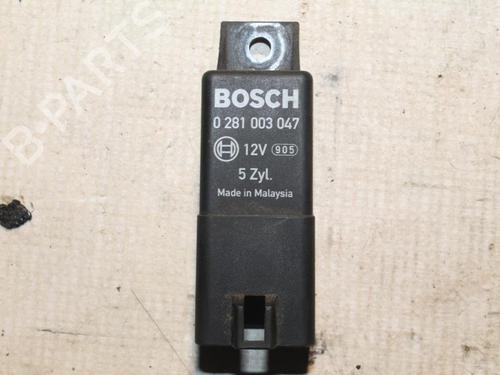 B-PARTS
BOSCH
0 281 003 047
12V 905
5 Zyl.
Made in Malaysia